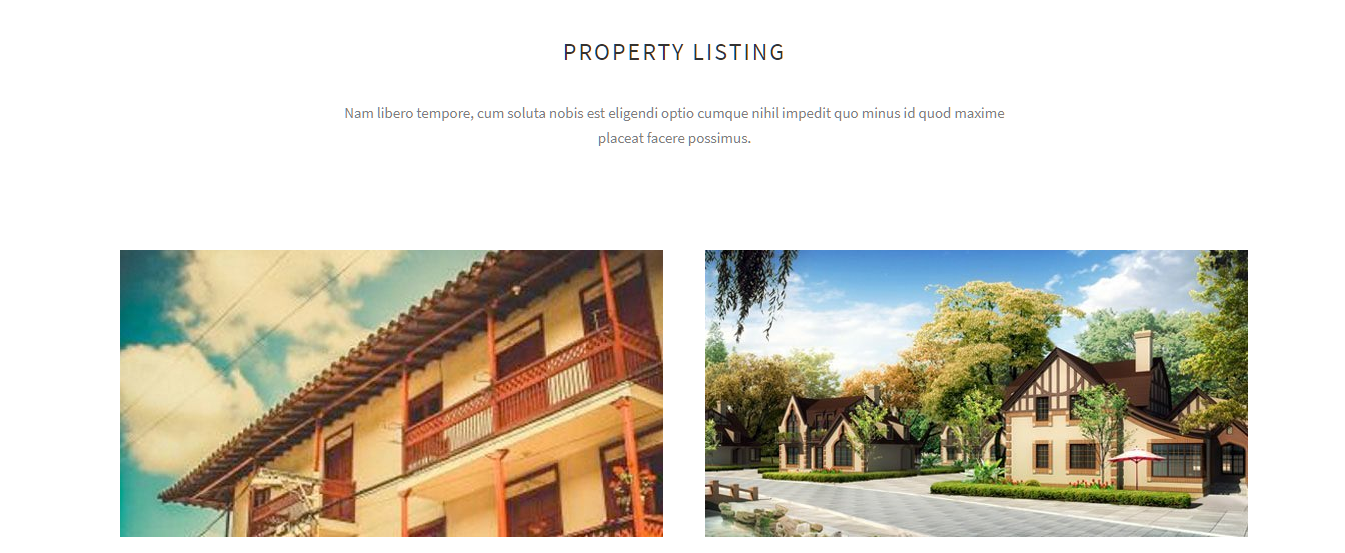 PROPERTY LISTING
Nam libero tempore, cum soluta nobis est eligendi optio cumque nihil impedit quo minus id quod maxime
placeat facere possimus.